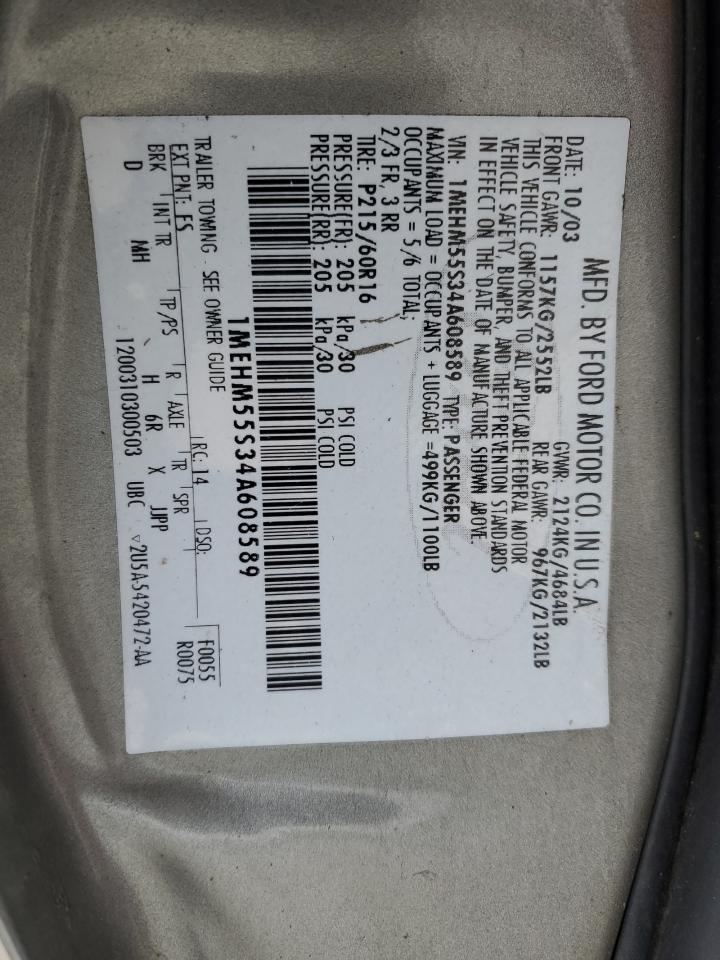 MFD. BY FORD MOTOR CO. IN U.S.A.
DATE: 10/03 GVWR: 2124KG/4684LB
FRONT GAWR: 1157KG/2552LB REAR GAWR: 967KG/2132LB
THIS VEHICLE CONFORMS TO ALL APPLICABLE FEDERAL MOTOR
VEHICLE SAFETY, BUMPER, AND THEFT PREVENTION STANDARDS
IN EFFECT ON THE DATE OF MANUFACTURE SHOWN ABOVE.
VIN: 1MEHM55S34A608589 TYPE: PASSENGER
MAXIMUM LOAD = OCCUPANTS + LUGGAGE =499KG/1100LB
OCCUPANTS = 5/6 TOTAL;
2/3 FR, 3 RR
TIRE: P215/60R16
PRESSURE(FR): 205 kPa/30 PSI COLD
PRESSURE(RR): 205 kPa/30 PSI COLD
1MEHM55S34A608589
TRAILER TOWING - SEE OWNER GUIDE
EXT PNT: ES RC: 14 DSO: F0055
BRK INT TR TP/PS R AXLE TR SPR R0075
D MH H 6R X JJPP
1200310300503 UBC ▽2U5A-5420472-AA